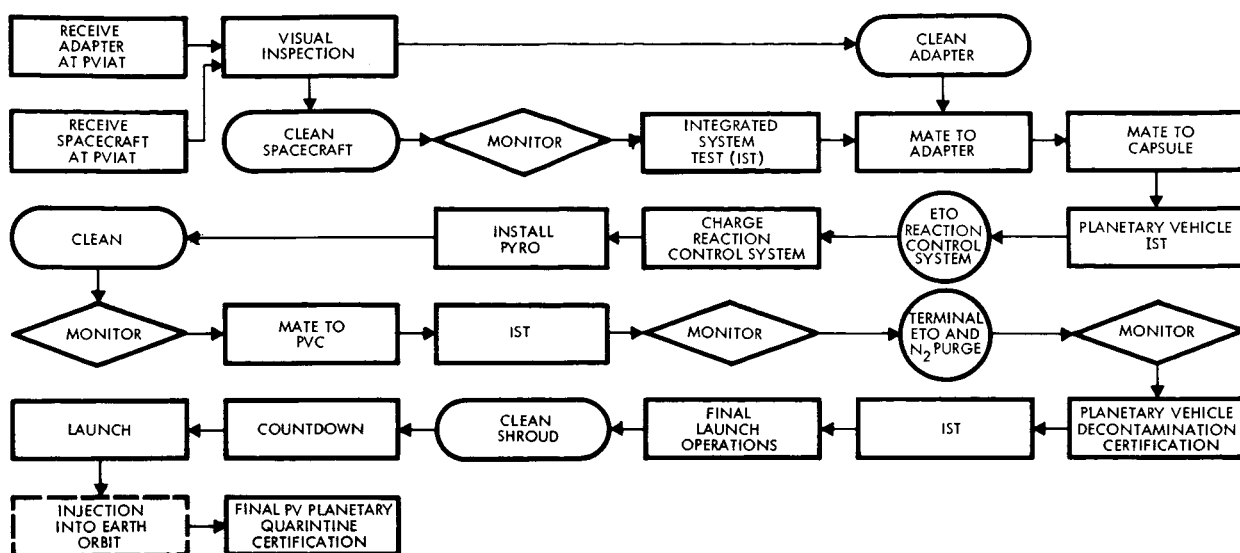 RECEIVE
ADAPTER
AT PVIAT
VISUAL
INSPECTION
CLEAN
ADAPTER
RECEIVE
SPACECRAFT
AT PVIAT
CLEAN
SPACECRAFT
MONITOR
INTEGRATED
SYSTEM
TEST (IST)
MATE TO
ADAPTER
MATE TO
CAPSULE
PLANETARY VEHICLE
IST
ETO
REACTION
CONTROL
SYSTEM
CHARGE
REACTION
CONTROL SYSTEM
INSTALL
PYRO
CLEAN
MONITOR
MATE TO
PVC
IST
MONITOR
TERMINAL
ETO AND
N₂ PURGE
MONITOR
PLANETARY VEHICLE
DECONTAMINATION
CERTIFICATION
IST
FINAL
LAUNCH
OPERATIONS
CLEAN
SHROUD
COUNTDOWN
LAUNCH
INJECTION
INTO EARTH
ORBIT
FINAL PV PLANETARY
QUARINTINE
CERTIFICATION